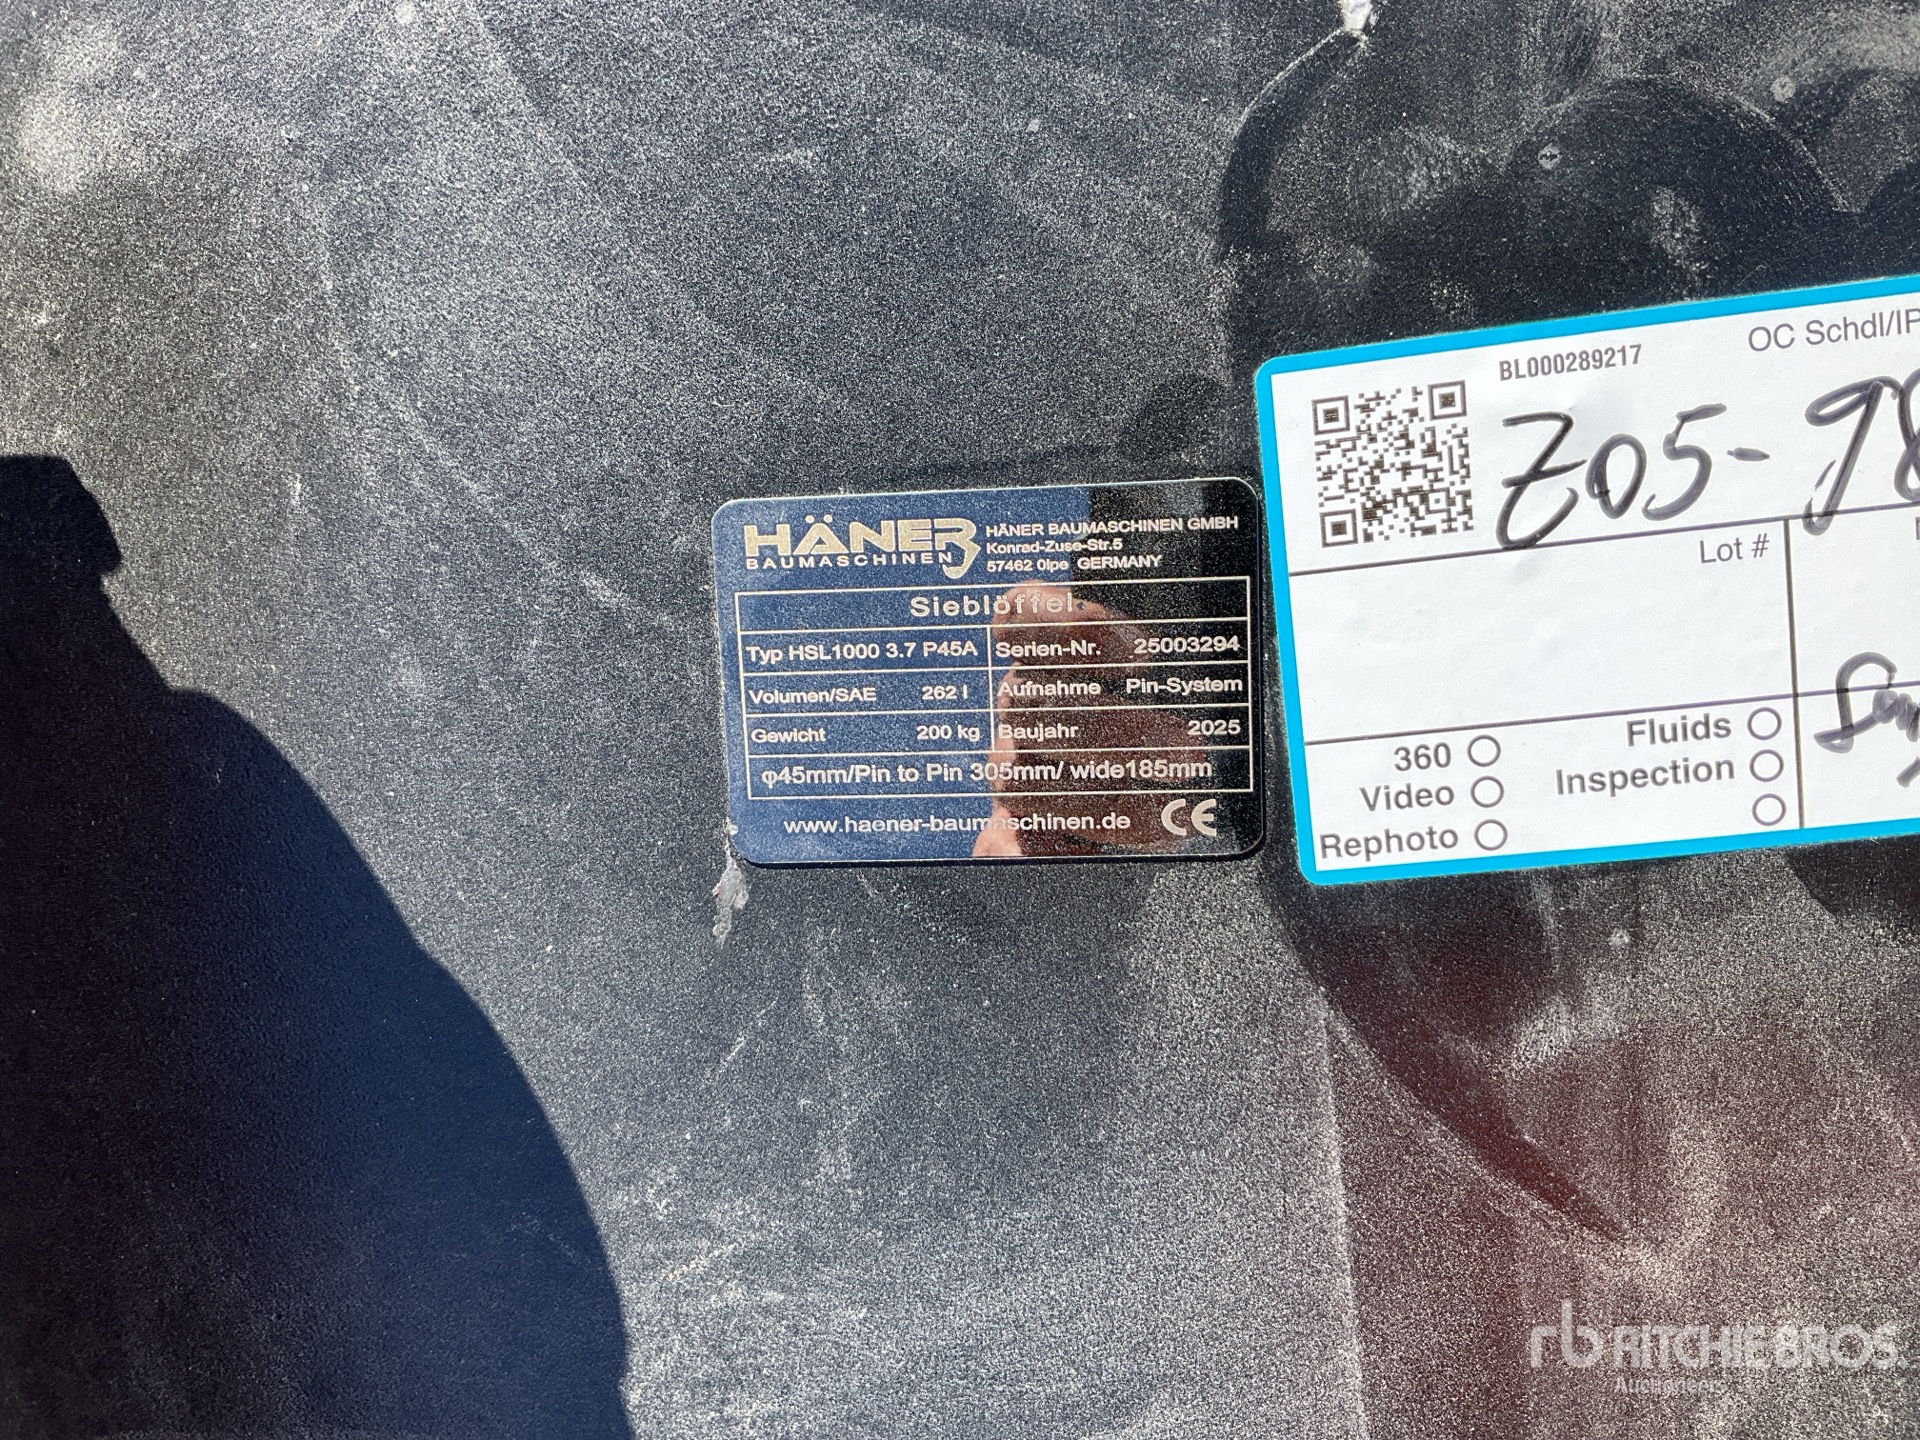 HÄNER
BAUMASCHINEN
HÄNER BAUMASCHINEN GMBH
Konrad-Zuse-Str.5
57462 Olpe GERMANY
Sieblöffel
Typ HSL1000 3.7 P45A
Serien-Nr. 25003294
Volumen/SAE 262 l
Aufnahme Pin-System
Gewicht 200 kg
Baujahr 2025
φ45mm/Pin to Pin 305mm/ wide185mm
www.haener-baumaschinen.de CE
BL000289217
OC Schdl/IP
Z05-98
Lot #
360
Video
Rephoto
Fluids
Inspection
rb RITCHIE BROS.
Auctioneers